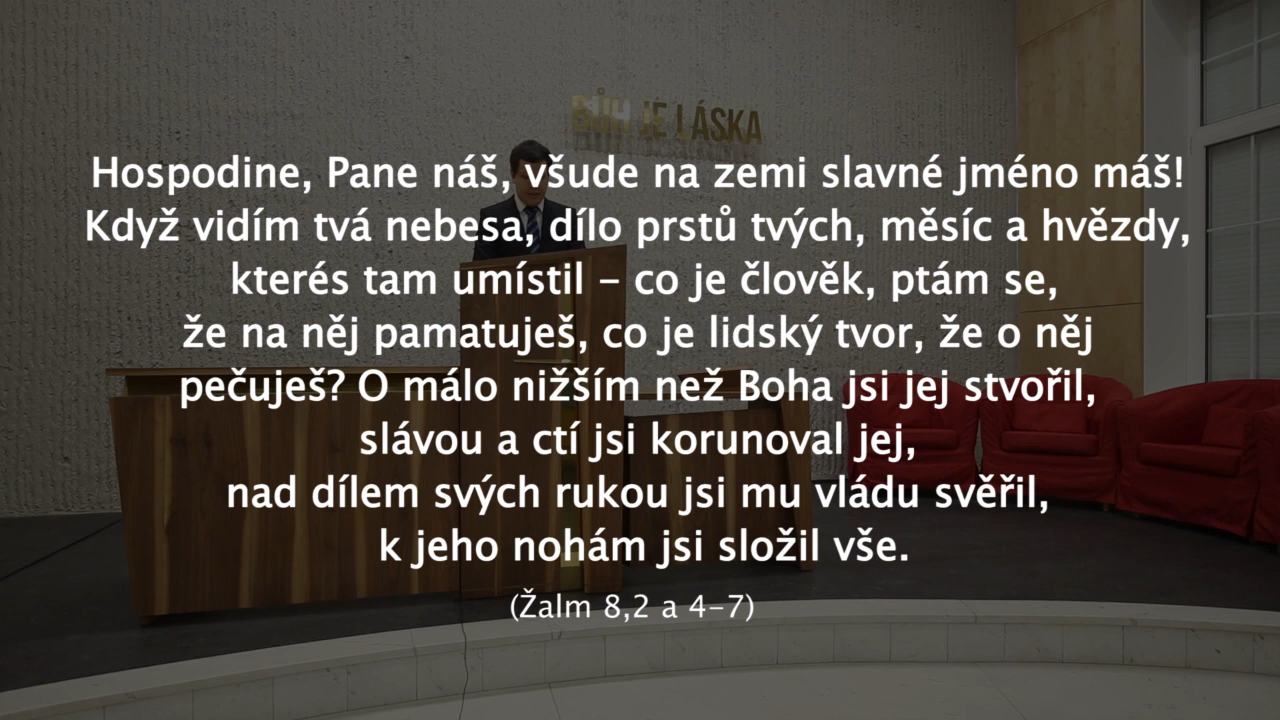 BŮH JE LÁSKA
Hospodine, Pane náš, všude na zemi slavné jméno máš!
Když vidím tvá nebesa, dílo prstů tvých, měsíc a hvězdy,
kterés tam umístil – co je člověk, ptám se,
že na něj pamatuješ, co je lidský tvor, že o něj
pečuješ? O málo nižším než Boha jsi jej stvořil,
slávou a ctí jsi korunoval jej,
nad dílem svých rukou jsi mu vládu svěřil,
k jeho nohám jsi složil vše.
(Žalm 8,2 a 4–7)